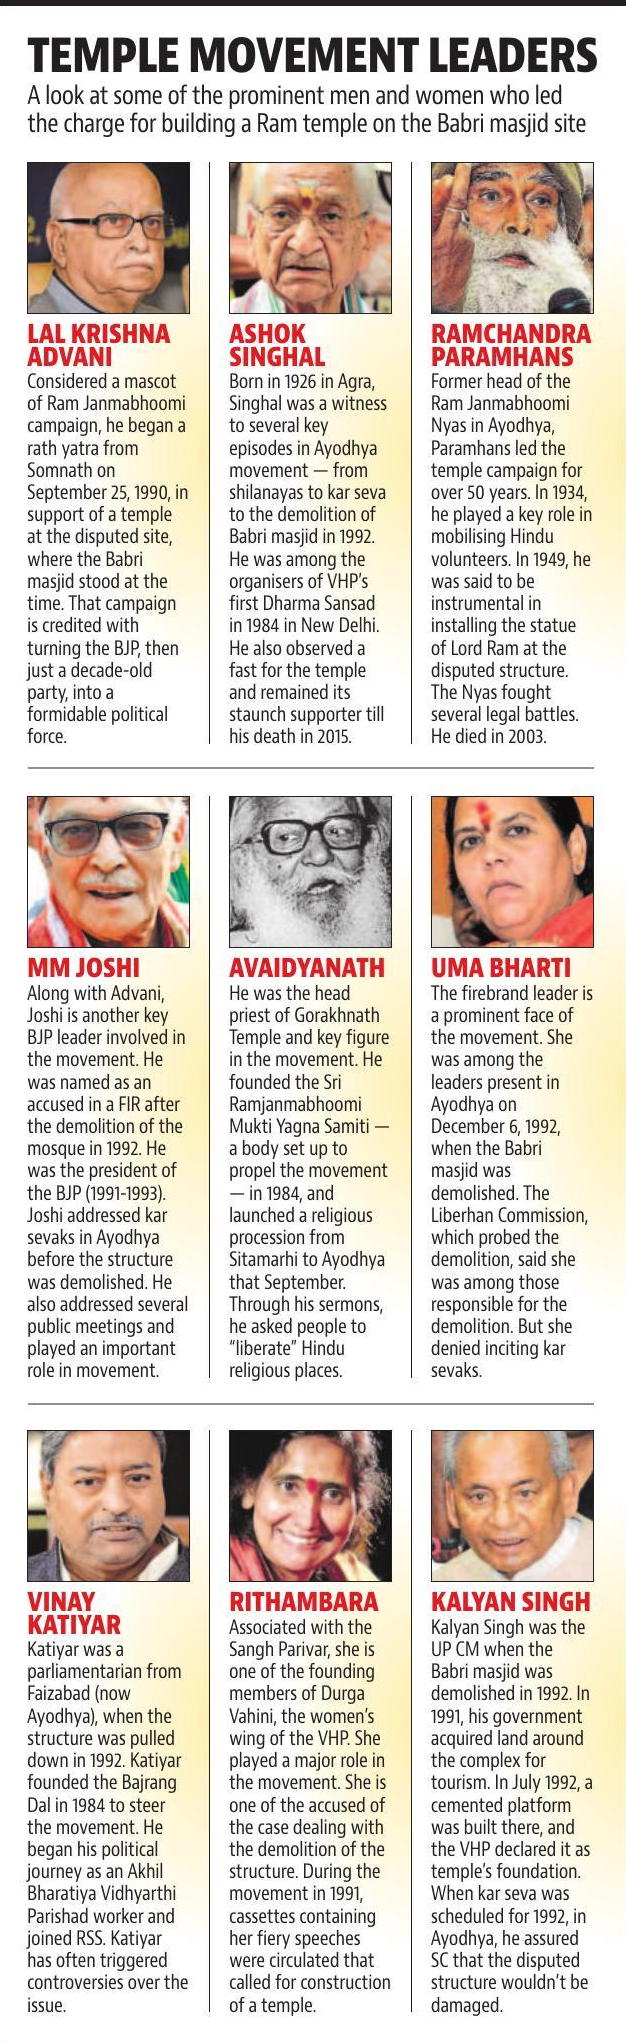 TEMPLE MOVEMENT LEADERS
A look at some of the prominent men and women who led
the charge for building a Ram temple on the Babri masjid site
LAL KRISHNA
ADVANI
Considered a mascot
of Ram Janmabhoomi
campaign, he began a
rath yatra from
Somnath on
September 25, 1990, in
support of a temple
at the disputed site,
where the Babri
masjid stood at the
time. That campaign
is credited with
turning the BJP, then
just a decade-old
party, into a
formidable political
force.
ASHOK
SINGHAL
Born in 1926 in Agra,
Singhal was a witness
to several key
episodes in Ayodhya
movement — from
shilanayas to kar seva
to the demolition of
Babri masjid in 1992.
He was among the
organisers of VHP's
first Dharma Sansad
in 1984 in New Delhi.
He also observed a
fast for the temple
and remained its
staunch supporter till
his death in 2015.
RAMCHANDRA
PARAMHANS
Former head of the
Ram Janmabhoomi
Nyas in Ayodhya,
Paramhans led the
temple campaign for
over 50 years. In 1934,
he played a key role in
mobilising Hindu
volunteers. In 1949, he
was said to be
instrumental in
installing the statue
of Lord Ram at the
disputed structure.
The Nyas fought
several legal battles.
He died in 2003.
MM JOSHI
Along with Advani,
Joshi is another key
BJP leader involved in
the movement. He
was named as an
accused in a FIR after
the demolition of the
mosque in 1992. He
was the president of
the BJP (1991-1993).
Joshi addressed kar
sevaks in Ayodhya
before the structure
was demolished. He
also addressed several
public meetings and
played an important
role in movement.
AVAIDYANATH
He was the head
priest of Gorakhnath
Temple and key figure
in the movement. He
founded the Sri
Ramjanmabhoomi
Mukti Yagna Samiti —
a body set up to
propel the movement
— in 1984, and
launched a religious
procession from
Sitamarhi to Ayodhya
that September.
Through his sermons,
he asked people to
“liberate” Hindu
religious places.
UMA BHARTI
The firebrand leader is
a prominent face of
the movement. She
was among the
leaders present in
Ayodhya on
December 6, 1992,
when the Babri
masjid was
demolished. The
Liberhan Commission,
which probed the
demolition, said she
was among those
responsible for the
demolition. But she
denied inciting kar
sevaks.
VINAY
KATIYAR
Katiyar was a
parliamentarian from
Faizabad (now
Ayodhya), when the
structure was pulled
down in 1992. Katiyar
founded the Bajrang
Dal in 1984 to steer
the movement. He
began his political
journey as an Akhil
Bharatiya Vidhyarthi
Parishad worker and
joined RSS. Katiyar
has often triggered
controversies over the
issue.
RITHAMBARA
Associated with the
Sangh Parivar, she is
one of the founding
members of Durga
Vahini, the women's
wing of the VHP. She
played a major role in
the movement. She is
one of the accused of
the case dealing with
the demolition of the
structure. During the
movement in 1991,
cassettes containing
her fiery speeches
were circulated that
called for construction
of a temple.
KALYAN SINGH
Kalyan Singh was the
UP CM when the
Babri masjid was
demolished in 1992. In
1991, his government
acquired land around
the complex for
tourism. In July 1992, a
cemented platform
was built there, and
the VHP declared it as
temple's foundation.
When kar seva was
scheduled for 1992, in
Ayodhya, he assured
SC that the disputed
structure wouldn't be
damaged.